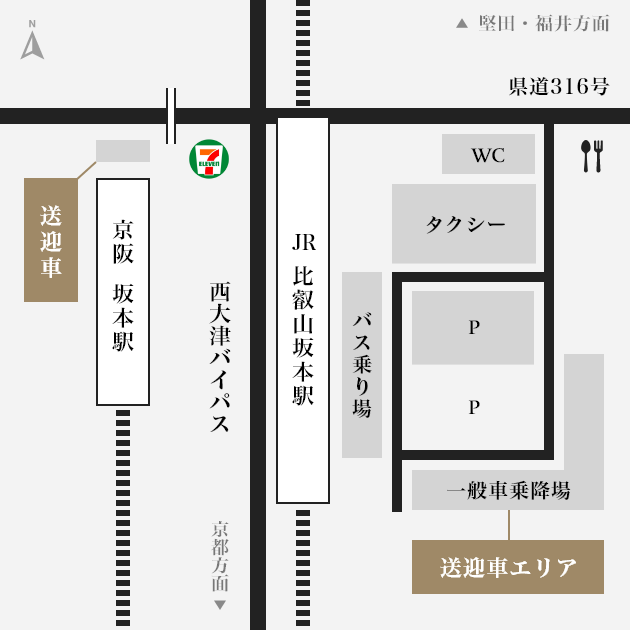 N
▲ 堅田・福井方面
県道316号
7
ELEVEN
WC
タクシー
送迎車
京阪 坂本駅
西大津バイパス
JR 比叡山坂本駅
バス乗り場
P
P
一般車乗降場
送迎車エリア
京都方面 ▼